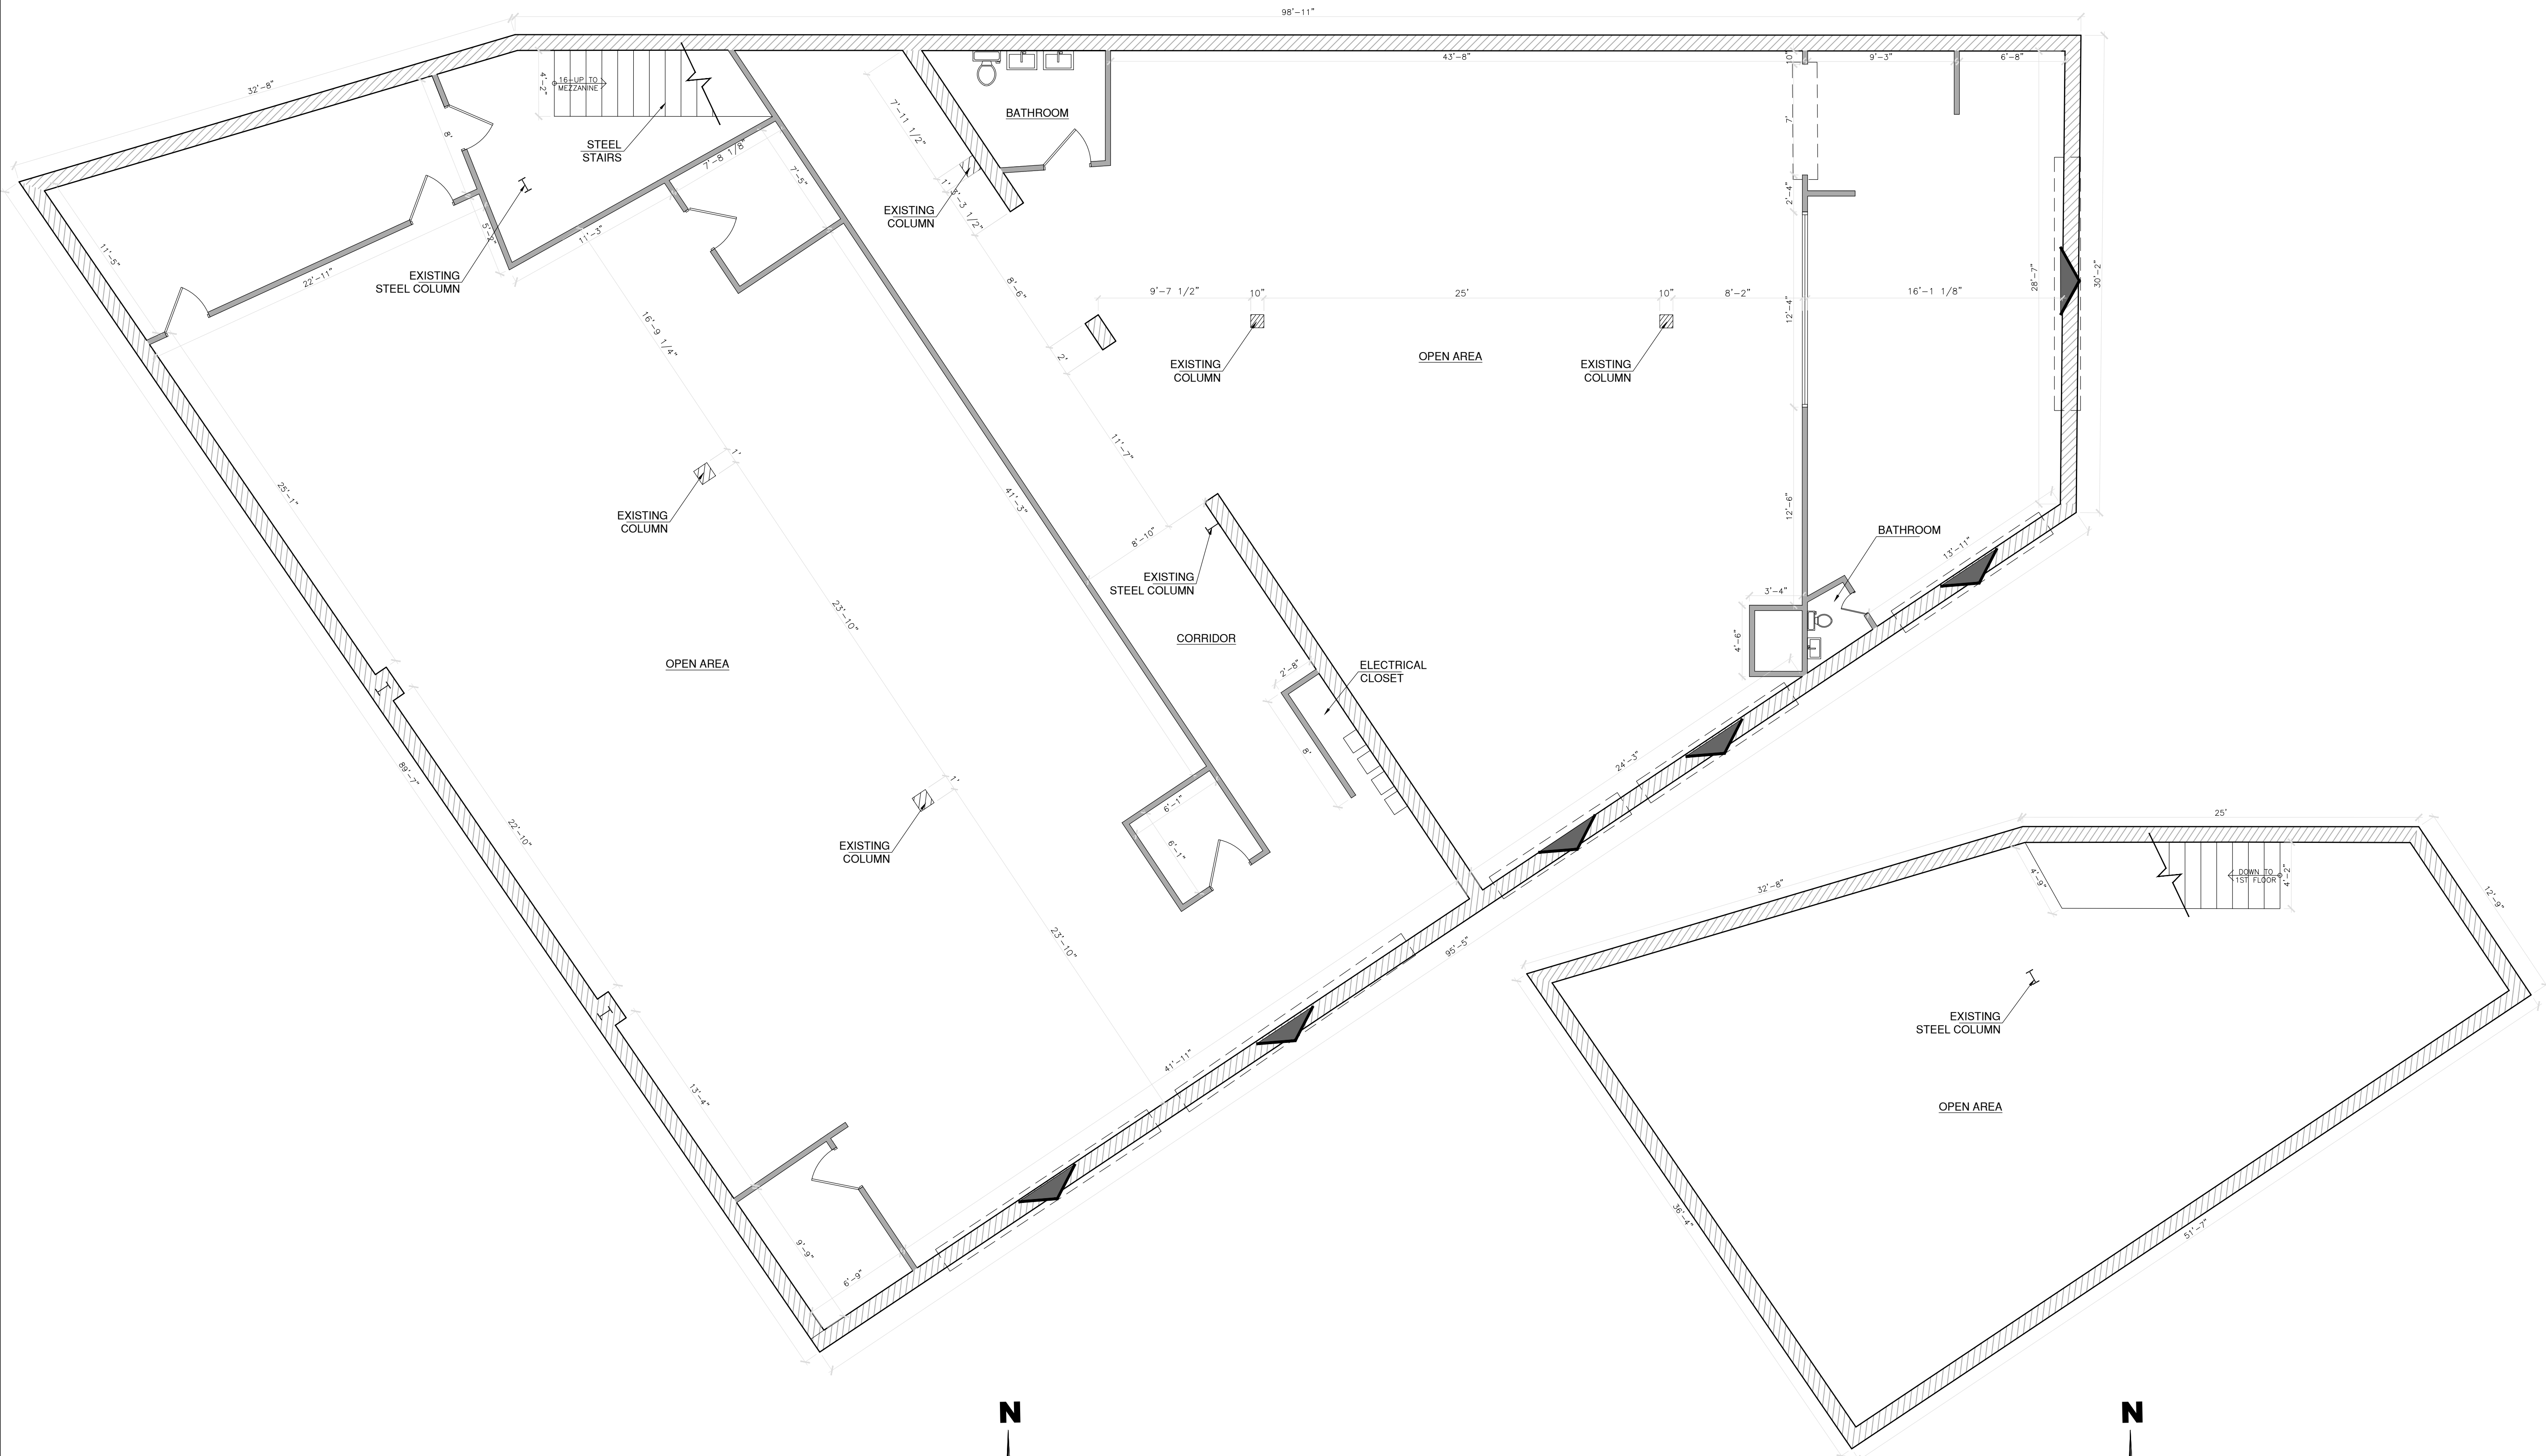 98'-11"
32'-8"
4'-2"
16-UP TO
MEZZANINE
STEEL
STAIRS
8'
7'-8 1/8"
7'-5"
7'-11 1/2"
BATHROOM
43'-8"
10"
9'-3"
6'-8"
7'
2'-4"
EXISTING
COLUMN
1'
3'-3 1/2"
11'-5"
22'-11"
5'-2"
11'-3"
EXISTING
STEEL COLUMN
8'-6"
9'-7 1/2"
10"
25'
10"
8'-2"
16'-1 1/8"
28'-7"
30'-2"
12'-4"
16'-9 1/4"
2'
EXISTING
COLUMN
OPEN AREA
EXISTING
COLUMN
1'
11'-7"
25'-1"
41'-3"
EXISTING
COLUMN
12'-6"
8'-10"
BATHROOM
13'-11"
EXISTING
STEEL COLUMN
3'-4"
4'-6"
23'-10"
CORRIDOR
OPEN AREA
2'-8"
ELECTRICAL
CLOSET
8'
24'-3"
89'-7"
1'
6'-1"
6'-1"
22'-10"
EXISTING
COLUMN
23'-10"
95'-5"
41'-11"
13'-4"
9'-9"
6'-9"
25'
32'-8"
4'-9"
DOWN TO
1ST FLOOR
4'-2"
12'-9"
EXISTING
STEEL COLUMN
OPEN AREA
36'-4"
51'-7"
N
N